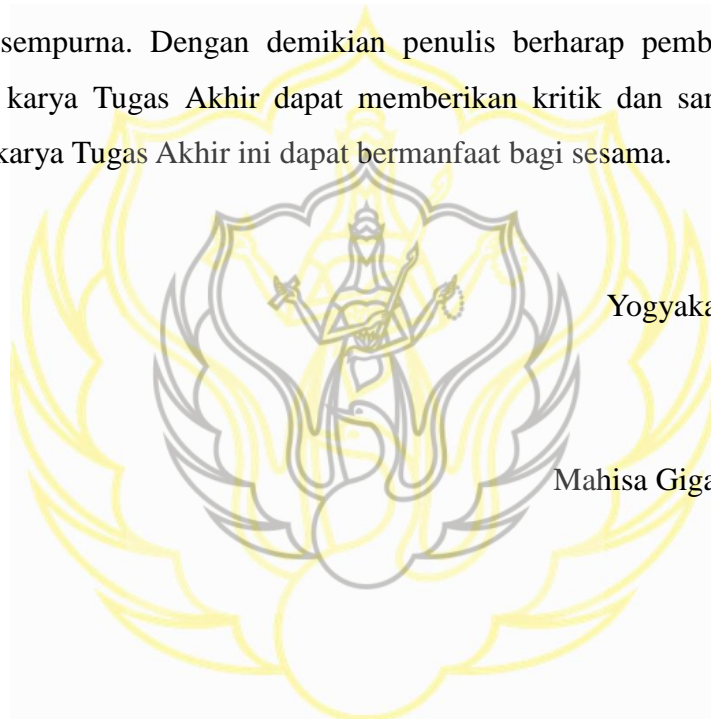 sempurna. Dengan demikian penulis berharap pemb
karya Tugas Akhir dapat memberikan kritik dan sar
karya Tugas Akhir ini dapat bermanfaat bagi sesama.
Yogyaka
Mahisa Giga